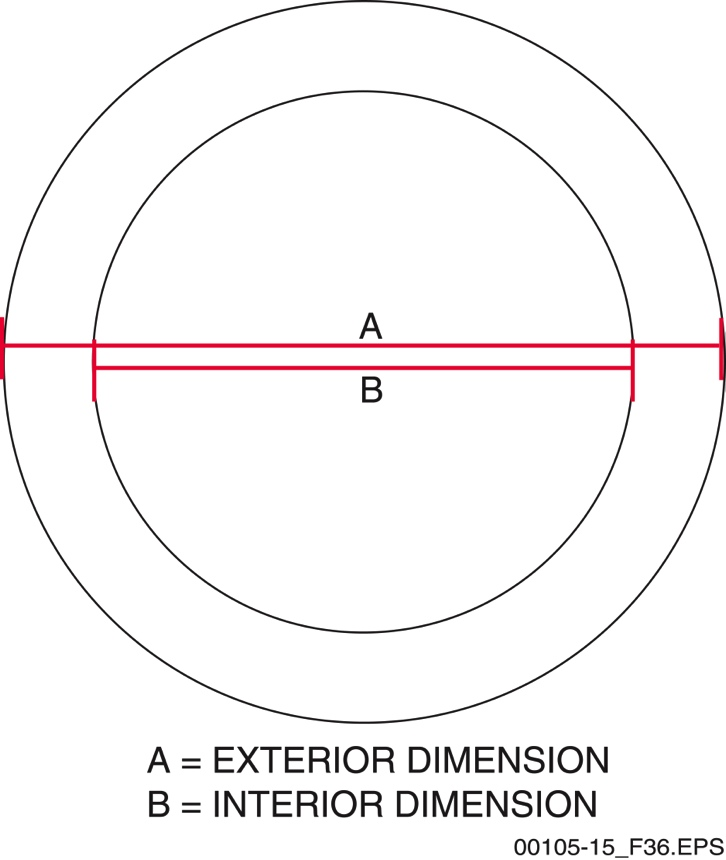 A
B
A = EXTERIOR DIMENSION
B = INTERIOR DIMENSION
00105-15_F36.EPS